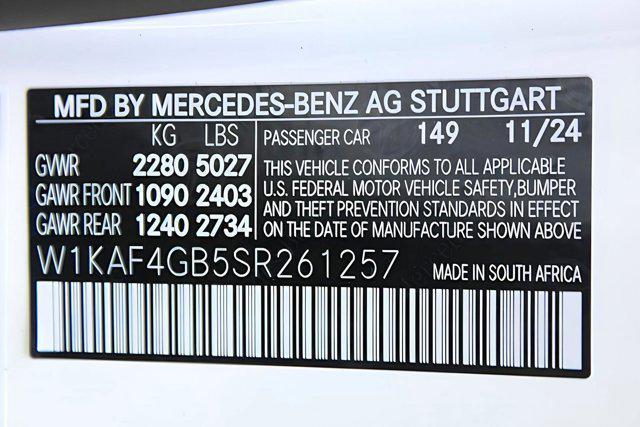 MFD BY MERCEDES-BENZ AG STUTTGART
KG LBS
GVWR 2280 5027
GAWR FRONT 1090 2403
GAWR REAR 1240 2734
PASSENGER CAR 149 11/24
THIS VEHICLE CONFORMS TO ALL APPLICABLE
U.S. FEDERAL MOTOR VEHICLE SAFETY,BUMPER
AND THEFT PREVENTION STANDARDS IN EFFECT
ON THE DATE OF MANUFACTURE SHOWN ABOVE
W1KAF4GB5SR261257
MADE IN SOUTH AFRICA